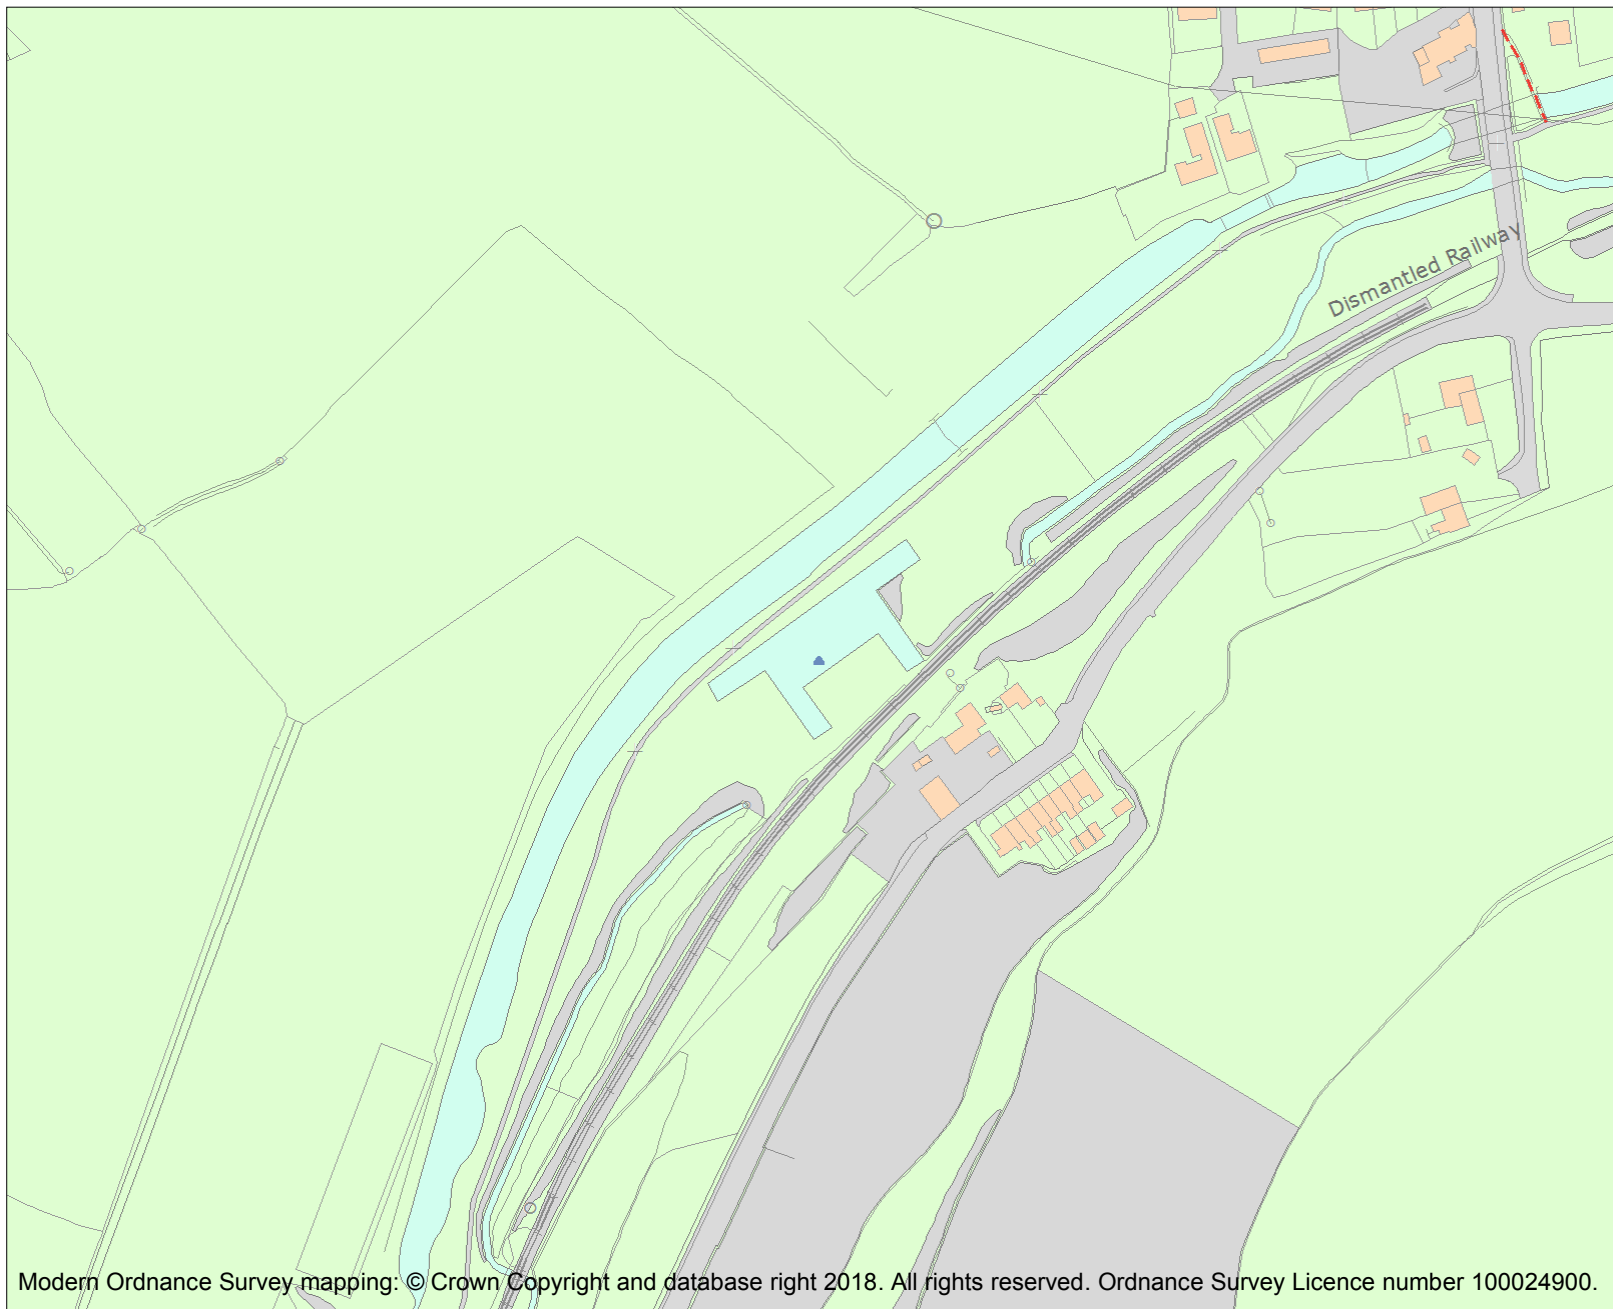 Dismantled Railway
Modern Ordnance Survey mapping: © Crown Copyright and database right 2018. All rights reserved. Ordnance Survey Licence number 100024900.